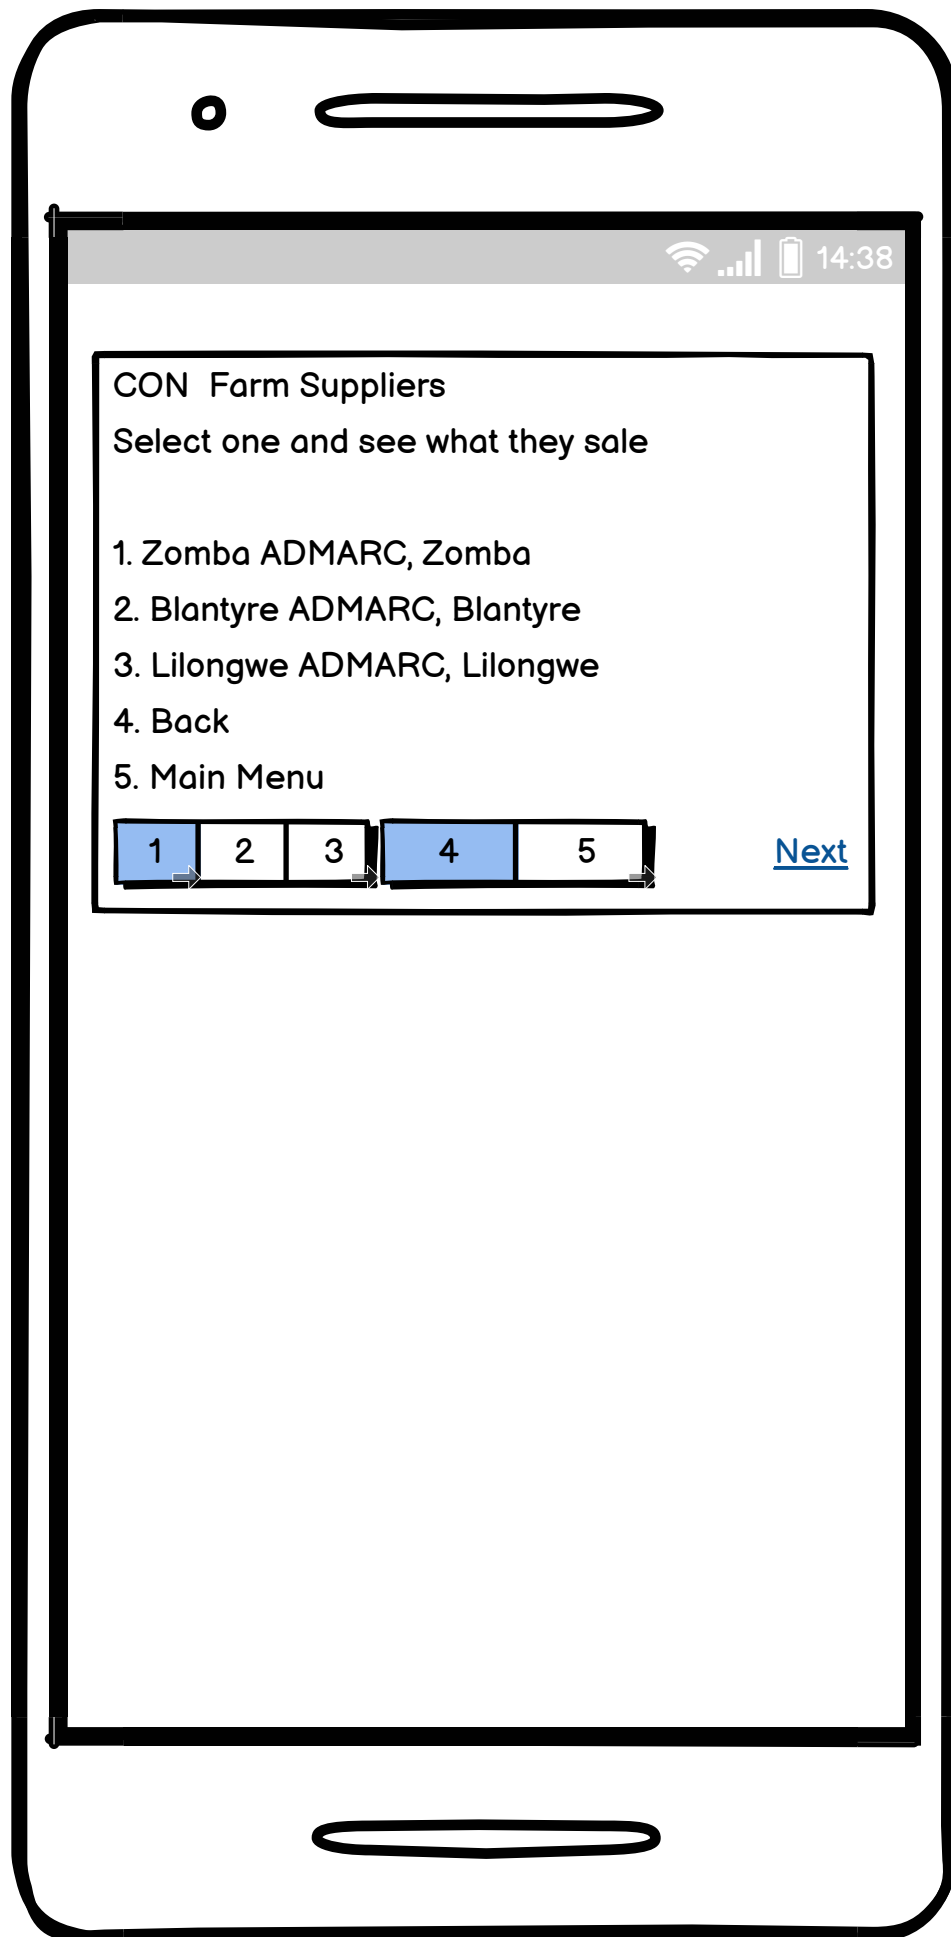 14:38
CON  Farm Suppliers
Select one and see what they sale
1. Zomba ADMARC, Zomba
2. Blantyre ADMARC, Blantyre
3. Lilongwe ADMARC, Lilongwe
4. Back
5. Main Menu
1 2 3 4 5 Next